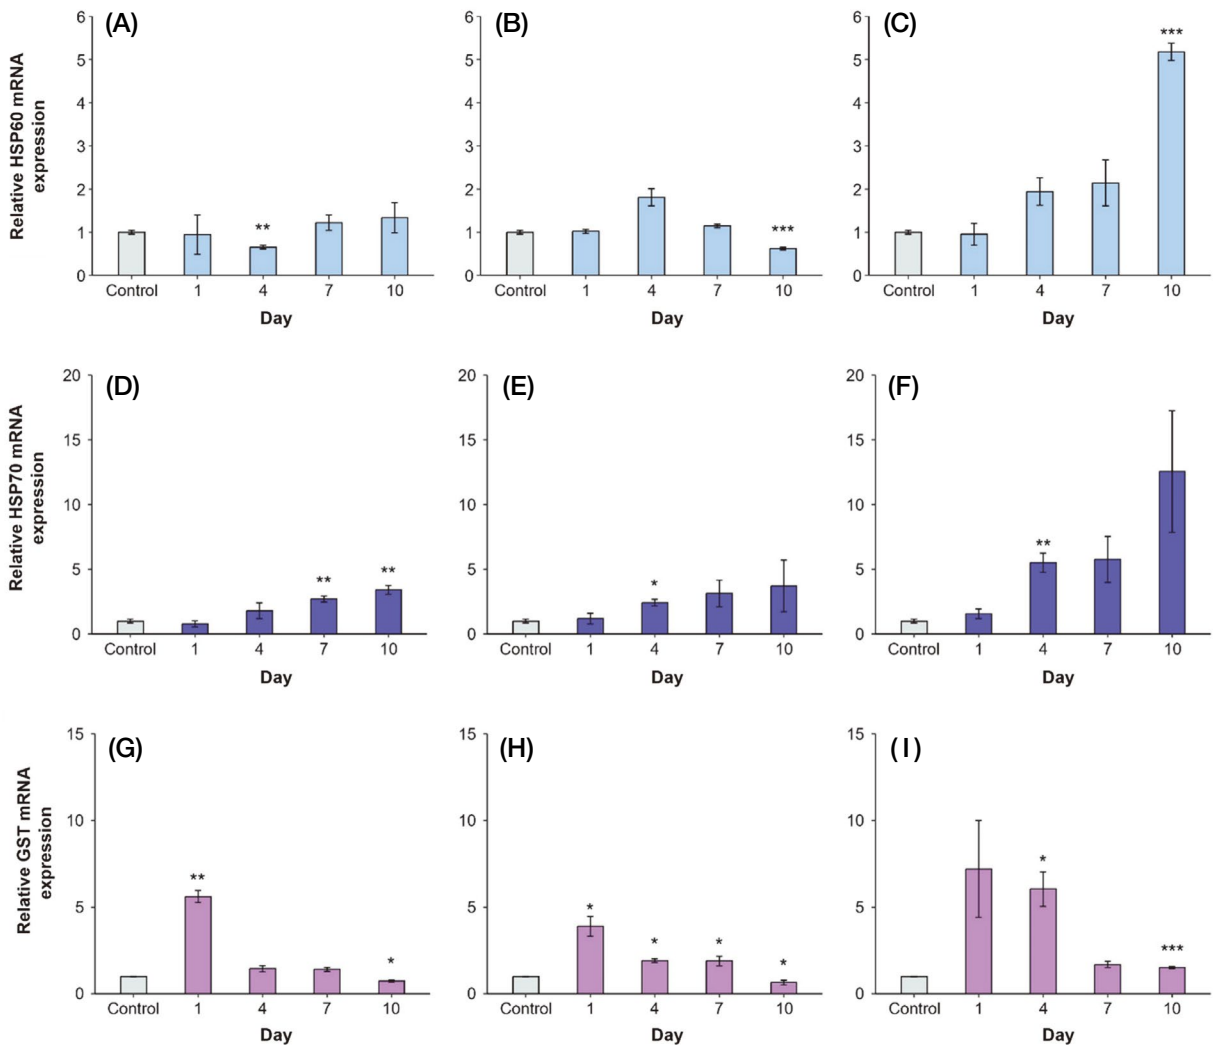 (A)
Relative HSP60 mRNA
expression
6
5
4
3
2
1
0
**
Control 1 4 7 10
Day
(B)
6
5
4
3
2
1
0
***
Control 1 4 7 10
Day
(C)
6
5
4
3
2
1
0
***
Control 1 4 7 10
Day
(D)
Relative HSP70 mRNA
expression
20
15
10
5
0
** **
Control 1 4 7 10
Day
(E)
20
15
10
5
0
*
Control 1 4 7 10
Day
(F)
20
15
10
5
0
**
Control 1 4 7 10
Day
(G)
Relative GST mRNA
expression
15
10
5
0
** *
Control 1 4 7 10
Day
(H)
15
10
5
0
* * * *
Control 1 4 7 10
Day
(I)
15
10
5
0
* ***
Control 1 4 7 10
Day